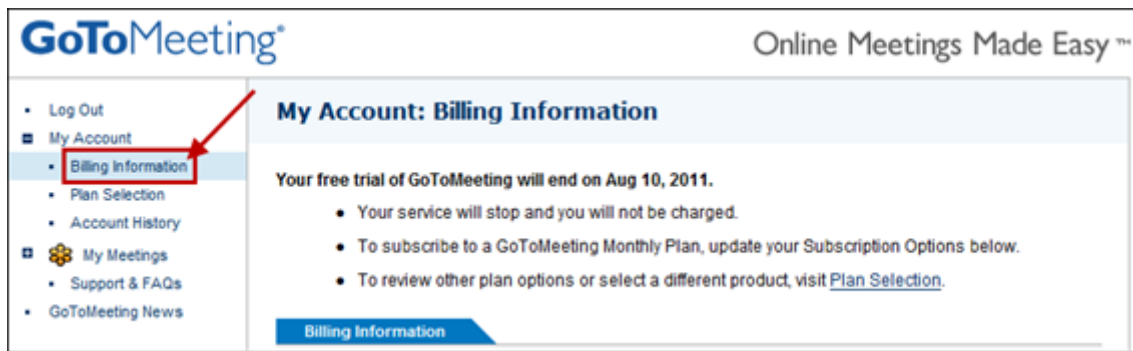 GoToMeeting®
Online Meetings Made Easy ™
Log Out
My Account
Billing Information
Plan Selection
Account History
My Meetings
Support & FAQs
GoToMeeting News
My Account: Billing Information
Your free trial of GoToMeeting will end on Aug 10, 2011.
Your service will stop and you will not be charged.
To subscribe to a GoToMeeting Monthly Plan, update your Subscription Options below.
To review other plan options or select a different product, visit Plan Selection.
Billing Information